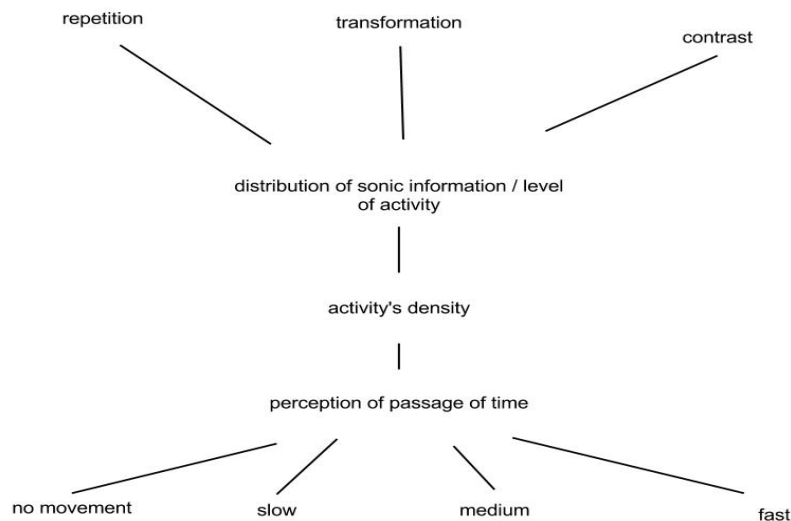 repetition
transformation
contrast
distribution of sonic information / level
of activity
activity's density
perception of passage of time
no movement
slow
medium
fast